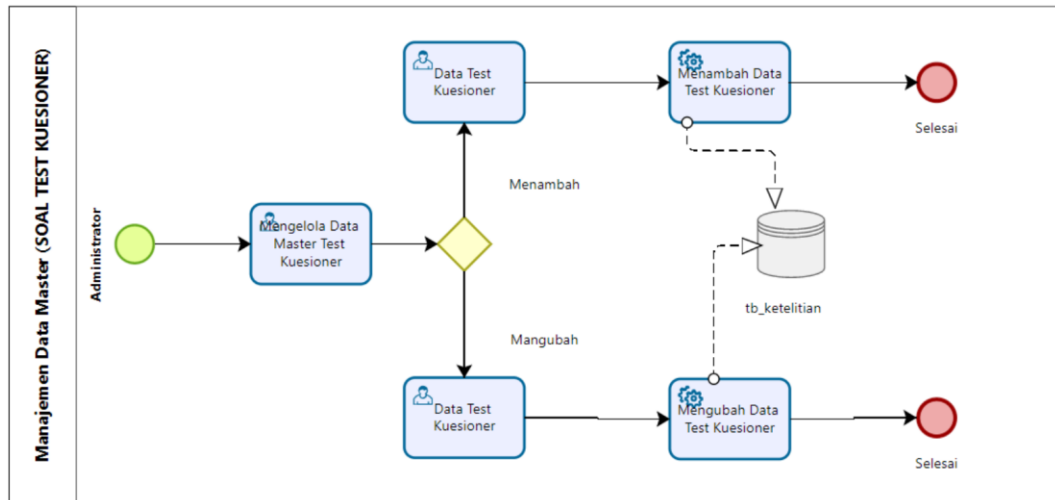 Manajemen Data Master (SOAL TEST KUESIONER)
Administrator
Mengelola Data
Master Test
Kuesioner
Data Test
Kuesioner
Menambah Data
Test Kuesioner
Selesai
Menambah
tb_ketelitian
Mangubah
Data Test
Kuesioner
Mengubah Data
Test Kuesioner
Selesai